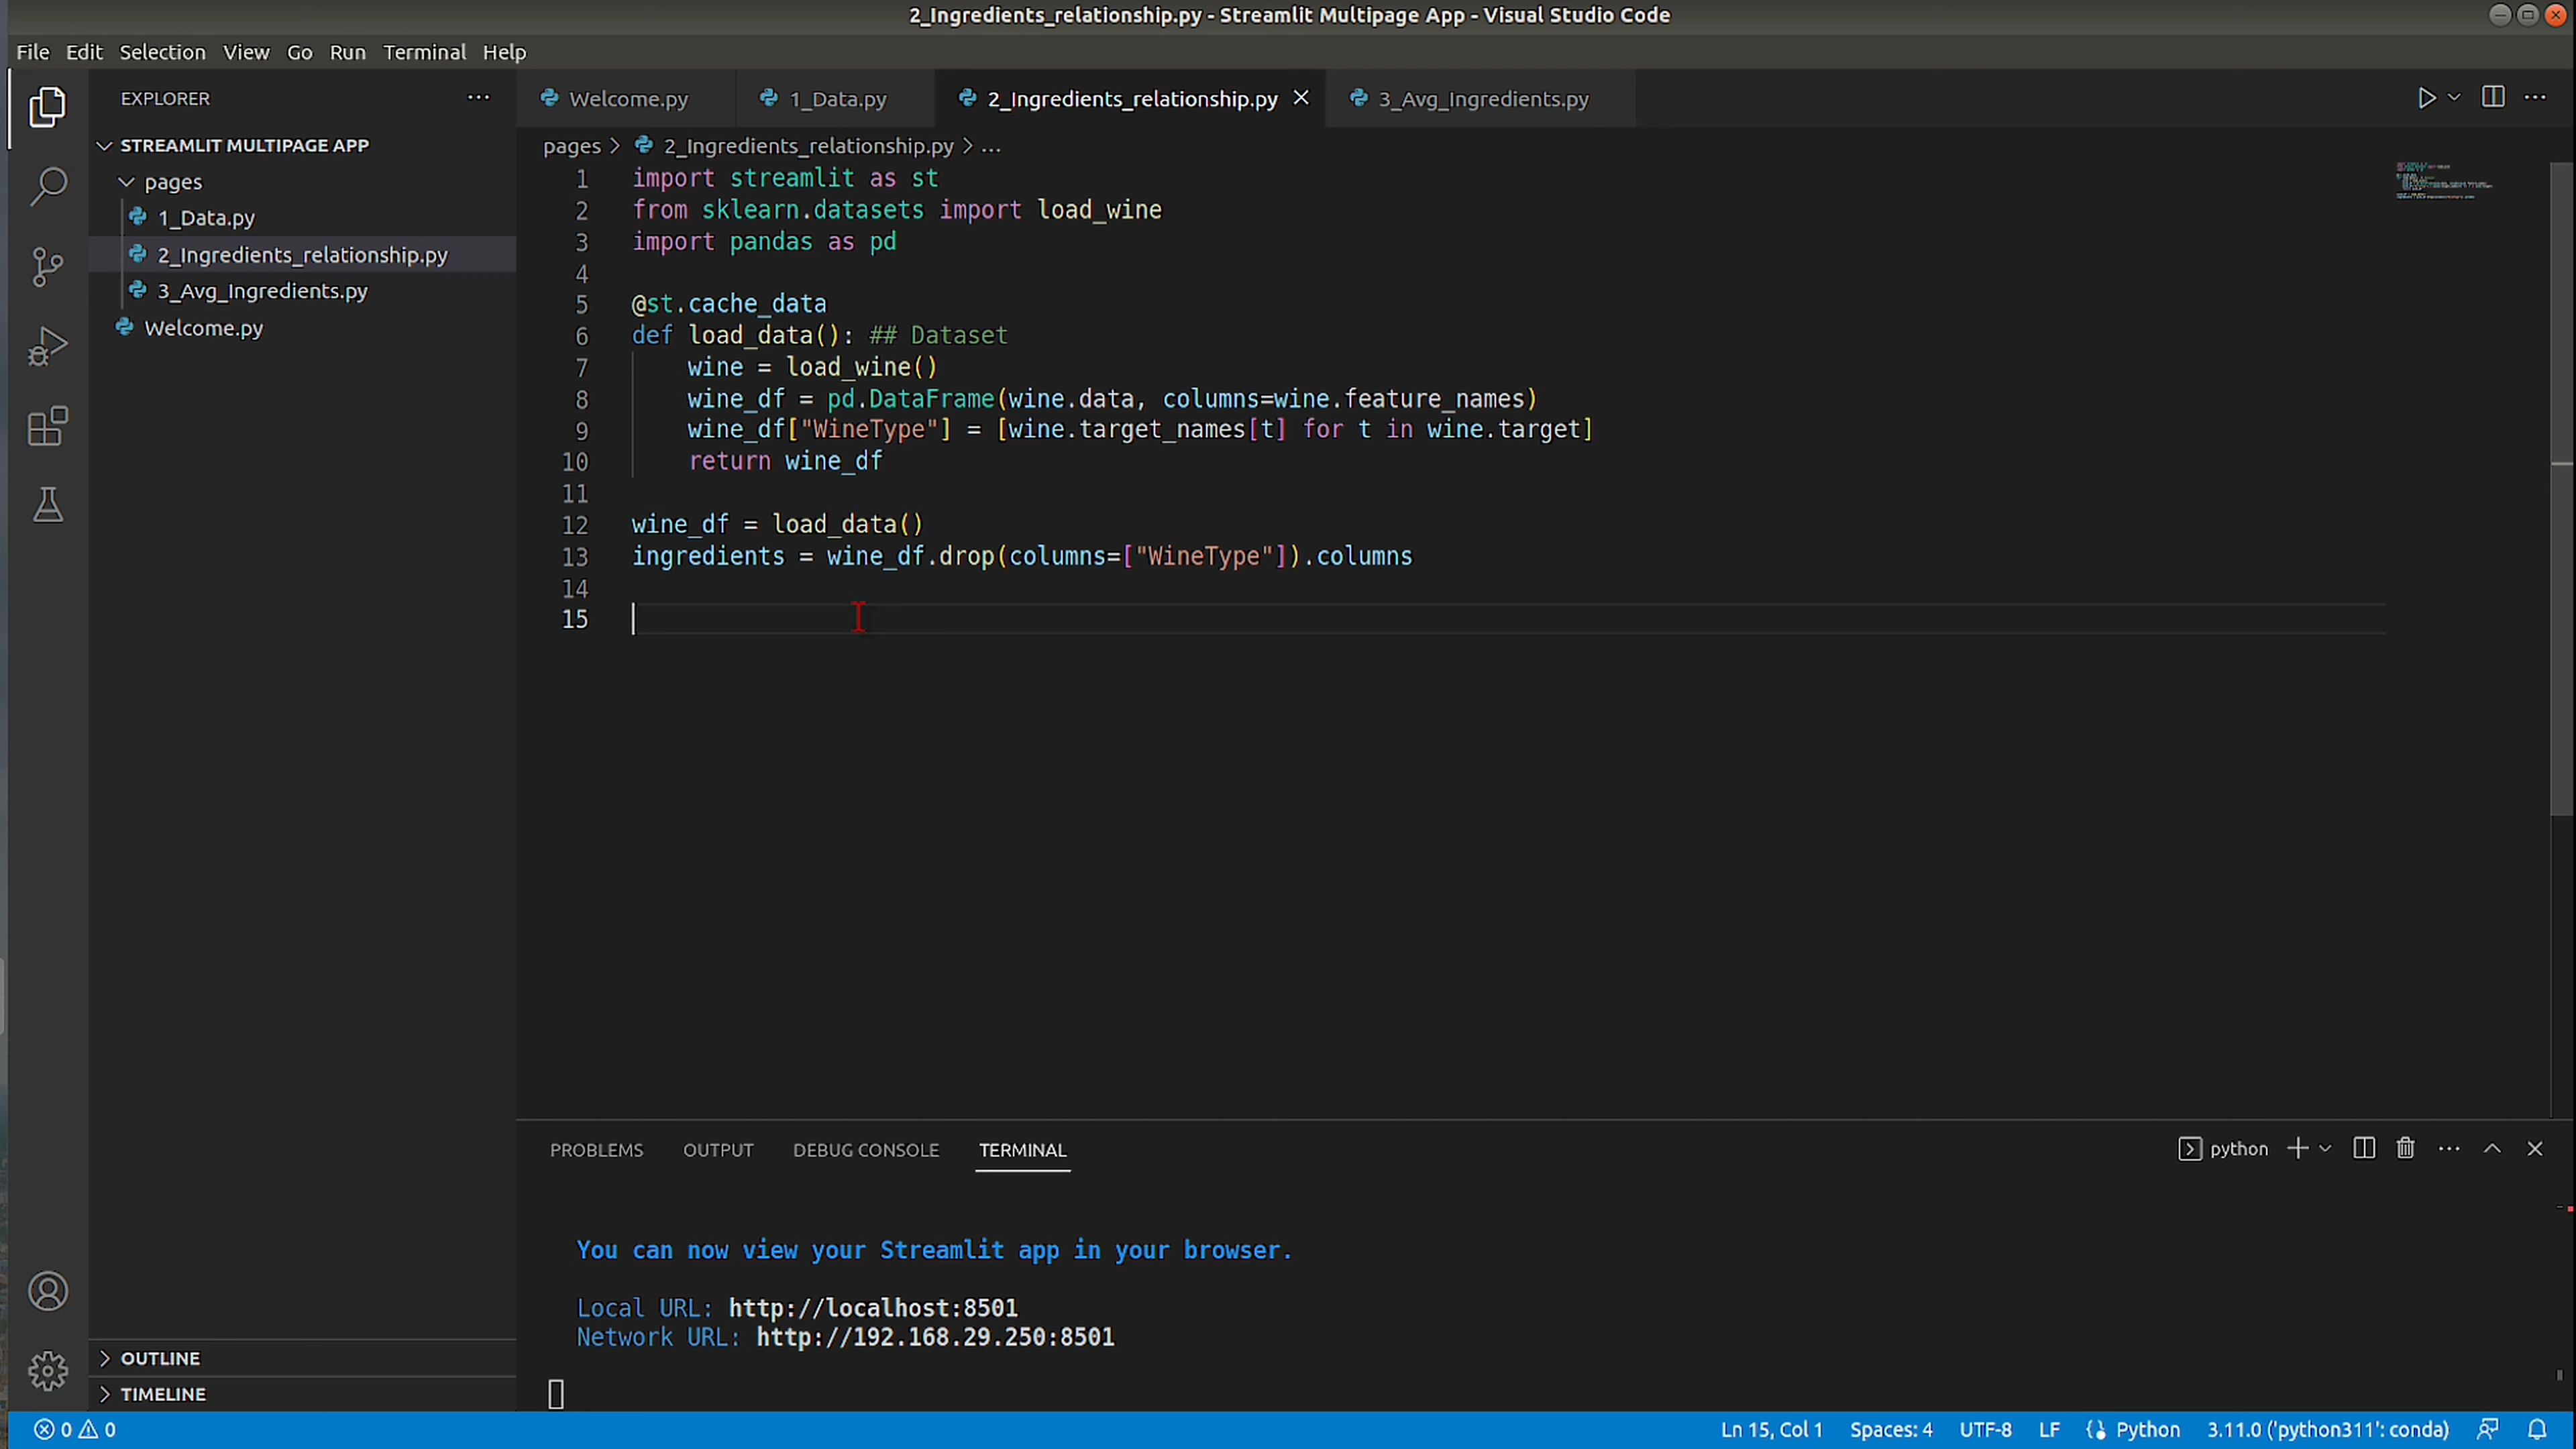 2_Ingredients_relationship.py - Streamlit Multipage App - Visual Studio Code
File Edit Selection View Go Run Terminal Help
EXPLORER
Welcome.py
1_Data.py
2_Ingredients_relationship.py
3_Avg_Ingredients.py
STREAMLIT MULTIPAGE APP
pages
1_Data.py
2_Ingredients_relationship.py
3_Avg_Ingredients.py
Welcome.py
pages > 2_Ingredients_relationship.py > ...
1 import streamlit as st
2 from sklearn.datasets import load_wine
3 import pandas as pd
4
5 @st.cache_data
6 def load_data(): ## Dataset
7     wine = load_wine()
8     wine_df = pd.DataFrame(wine.data, columns=wine.feature_names)
9     wine_df["WineType"] = [wine.target_names[t] for t in wine.target]
10     return wine_df
11
12 wine_df = load_data()
13 ingredients = wine_df.drop(columns=["WineType"]).columns
14
15
PROBLEMS OUTPUT DEBUG CONSOLE TERMINAL
python
You can now view your Streamlit app in your browser.
Local URL: http://localhost:8501
Network URL: http://192.168.29.250:8501
OUTLINE
TIMELINE
0 0
Ln 15, Col 1 Spaces: 4 UTF-8 LF Python 3.11.0 ('python311': conda)